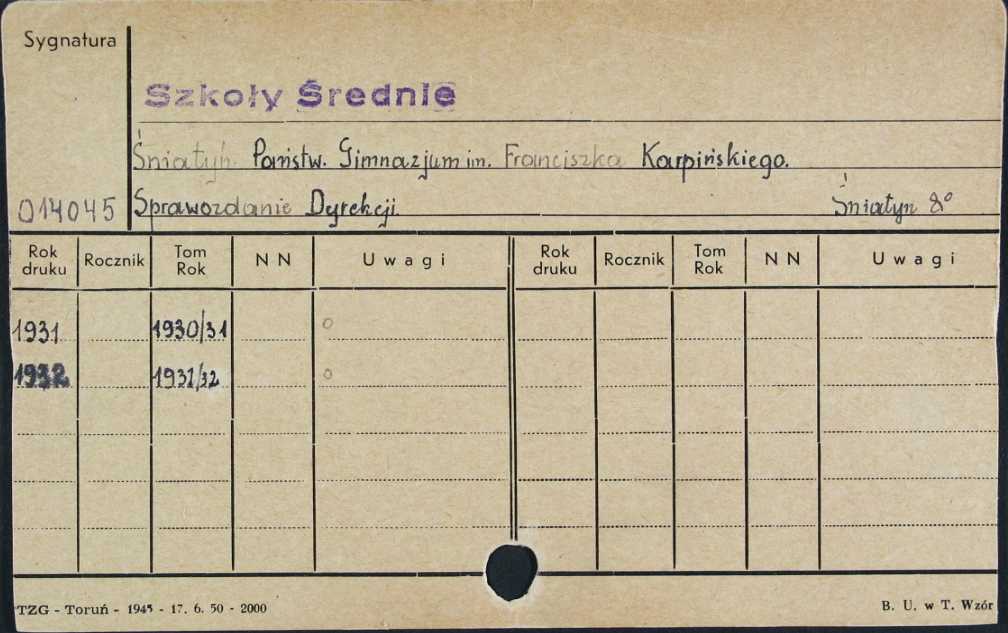 Sygnatura
Szkoły Średnie
Śniatyń. Państw. Gimnazjum im. Franciszka Karpińskiego.
014045 Sprawozdanie Dyrekcji. Śniatyn 8°
Rok druku Rocznik Tom Rok N N Uwagi Rok druku Rocznik Tom Rok N N Uwagi
1931 1930/31 o
1932 1931/32 o
TZG - Toruń - 1945 - 17. 6. 50 - 2000 B. U. w T. Wzór